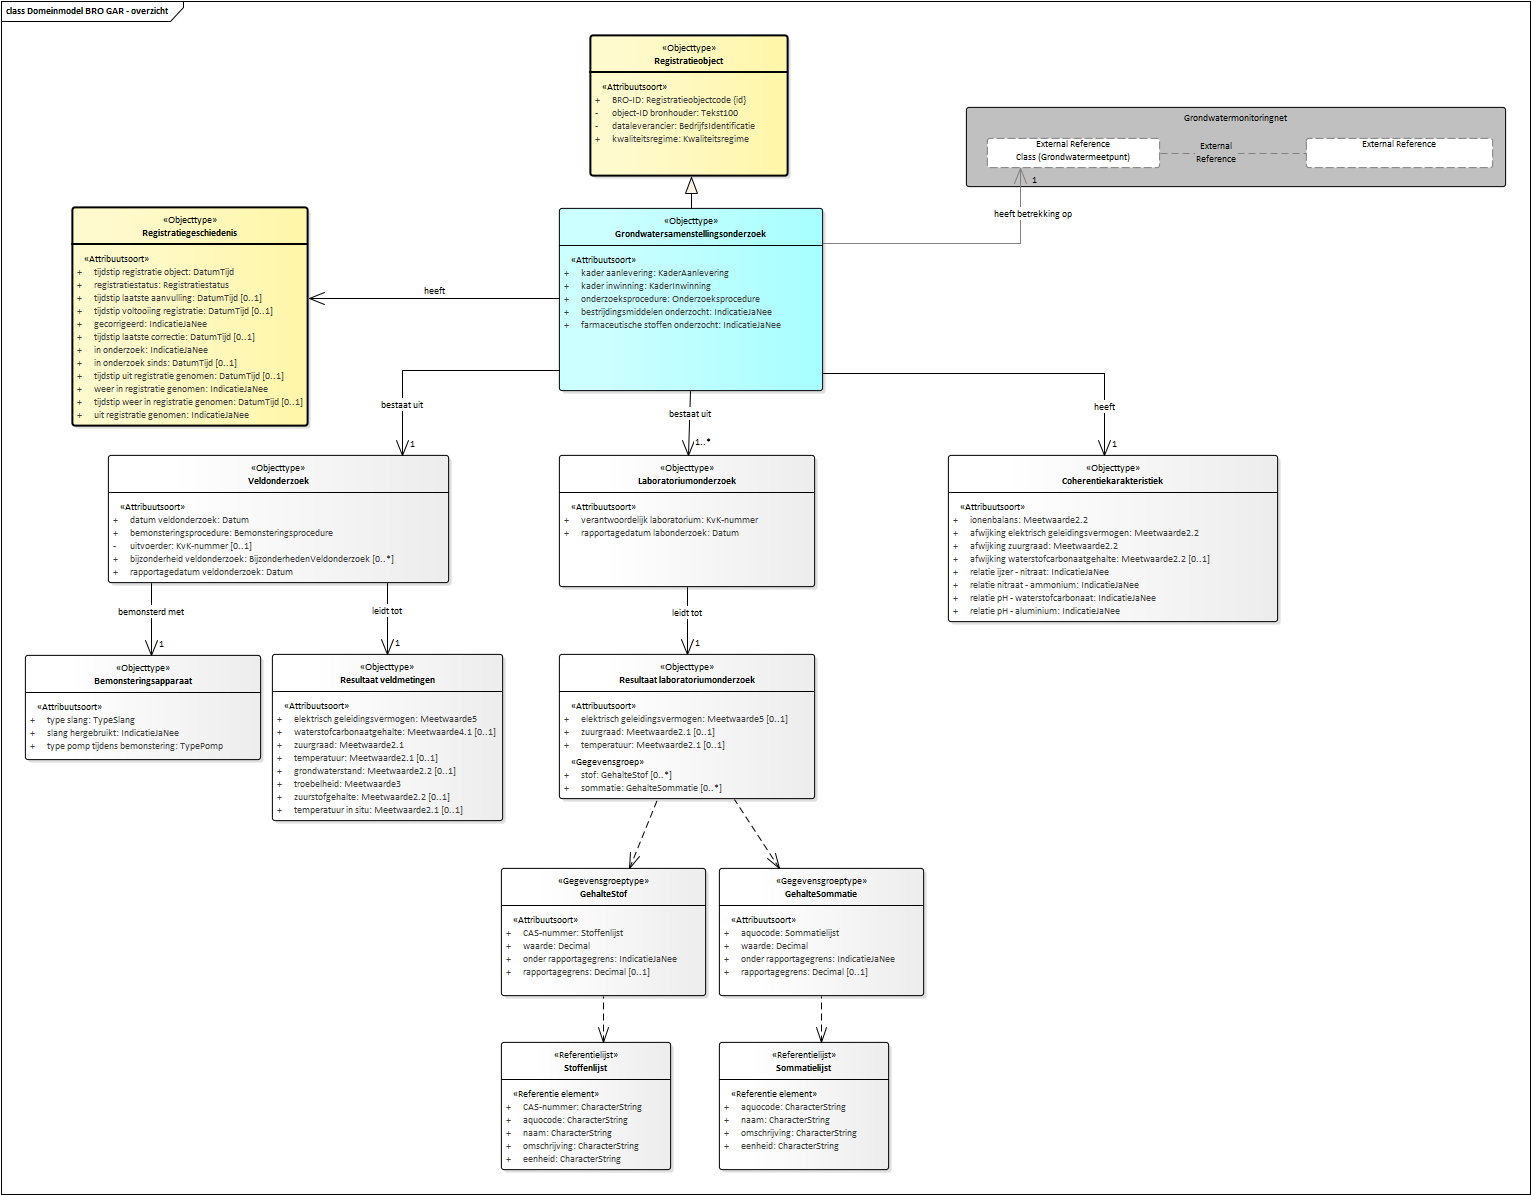 class Domeinmodel BRO GAR - overzicht
«Objecttype»
Registratieobject
«Attribuutsoort»
+ BRO-ID: Registratieobjectcode {id}
- object-ID bronhouder: Tekst100
- dataleverancier: BedrijfsIdentificatie
+ kwaliteitsregime: Kwaliteitsregime
Grondwatermonitoringnet
External Reference
Class (Grondwatermeetpunt)
External
Reference
External Reference
1
heeft betrekking op
«Objecttype»
Registratiegeschiedenis
«Attribuutsoort»
+ tijdstip registratie object: DatumTijd
+ registratiestatus: Registratiestatus
+ tijdstip laatste aanvulling: DatumTijd [0..1]
+ tijdstip voltooiing registratie: DatumTijd [0..1]
+ gecorrigeerd: IndicatieJaNee
+ tijdstip laatste correctie: DatumTijd [0..1]
+ in onderzoek: IndicatieJaNee
+ in onderzoek sinds: DatumTijd [0..1]
+ tijdstip uit registratie genomen: DatumTijd [0..1]
+ weer in registratie genomen: IndicatieJaNee
+ tijdstip weer in registratie genomen: DatumTijd [0..1]
+ uit registratie genomen: IndicatieJaNee
heeft
«Objecttype»
Grondwatersamenstellingsonderzoek
«Attribuutsoort»
+ kader aanlevering: KaderAanlevering
+ kader inwinning: KaderInwinning
+ onderzoeksprocedure: Onderzoeksprocedure
+ bestrijdingsmiddelen onderzocht: IndicatieJaNee
+ farmaceutische stoffen onderzocht: IndicatieJaNee
bestaat uit
1
bestaat uit
1..*
heeft
1
«Objecttype»
Veldonderzoek
«Attribuutsoort»
+ datum veldonderzoek: Datum
+ bemonsteringsprocedure: Bemonsteringsprocedure
- uitvoerder: KvK-nummer [0..1]
+ bijzonderheid veldonderzoek: BijzonderhedenVeldonderzoek [0..*]
+ rapportagedatum veldonderzoek: Datum
«Objecttype»
Laboratoriumonderzoek
«Attribuutsoort»
+ verantwoordelijk laboratorium: KvK-nummer
+ rapportagedatum labonderzoek: Datum
«Objecttype»
Coherentiekarakteristiek
«Attribuutsoort»
+ ionenbalans: Meetwaarde2.2
+ afwijking elektrisch geleidingsvermogen: Meetwaarde2.2
+ afwijking zuurgraad: Meetwaarde2.2
+ afwijking waterstofcarbonaatgehalte: Meetwaarde2.2 [0..1]
+ relatie ijzer - nitraat: IndicatieJaNee
+ relatie nitraat - ammonium: IndicatieJaNee
+ relatie pH - waterstofcarbonaat: IndicatieJaNee
+ relatie pH - aluminium: IndicatieJaNee
bemonsterd met
1
leidt tot
1
leidt tot
1
«Objecttype»
Bemonsteringsapparaat
«Attribuutsoort»
+ type slang: TypeSlang
+ slang hergebruikt: IndicatieJaNee
+ type pomp tijdens bemonstering: TypePomp
«Objecttype»
Resultaat veldmetingen
«Attribuutsoort»
+ elektrisch geleidingsvermogen: Meetwaarde5
+ waterstofcarbonaatgehalte: Meetwaarde4.1 [0..1]
+ zuurgraad: Meetwaarde2.1
+ temperatuur: Meetwaarde2.1 [0..1]
+ grondwaterstand: Meetwaarde2.2 [0..1]
+ troebelheid: Meetwaarde3
+ zuurstofgehalte: Meetwaarde2.2 [0..1]
+ temperatuur in situ: Meetwaarde2.1 [0..1]
«Objecttype»
Resultaat laboratoriumonderzoek
«Attribuutsoort»
+ elektrisch geleidingsvermogen: Meetwaarde5 [0..1]
+ zuurgraad: Meetwaarde2.1 [0..1]
+ temperatuur: Meetwaarde2.1 [0..1]
«Gegevensgroep»
+ stof: GehalteStof [0..*]
+ sommatie: GehalteSommatie [0..*]
«Gegevensgroeptype»
GehalteStof
«Attribuutsoort»
+ CAS-nummer: Stoffenlijst
+ waarde: Decimal
+ onder rapportagegrens: IndicatieJaNee
+ rapportagegrens: Decimal [0..1]
«Gegevensgroeptype»
GehalteSommatie
«Attribuutsoort»
+ aquocode: Sommatielijst
+ waarde: Decimal
+ onder rapportagegrens: IndicatieJaNee
+ rapportagegrens: Decimal [0..1]
«Referentielijst»
Stoffenlijst
«Referentie element»
+ CAS-nummer: CharacterString
+ aquocode: CharacterString
+ naam: CharacterString
+ omschrijving: CharacterString
+ eenheid: CharacterString
«Referentielijst»
Sommatielijst
«Referentie element»
+ aquocode: CharacterString
+ naam: CharacterString
+ omschrijving: CharacterString
+ eenheid: CharacterString